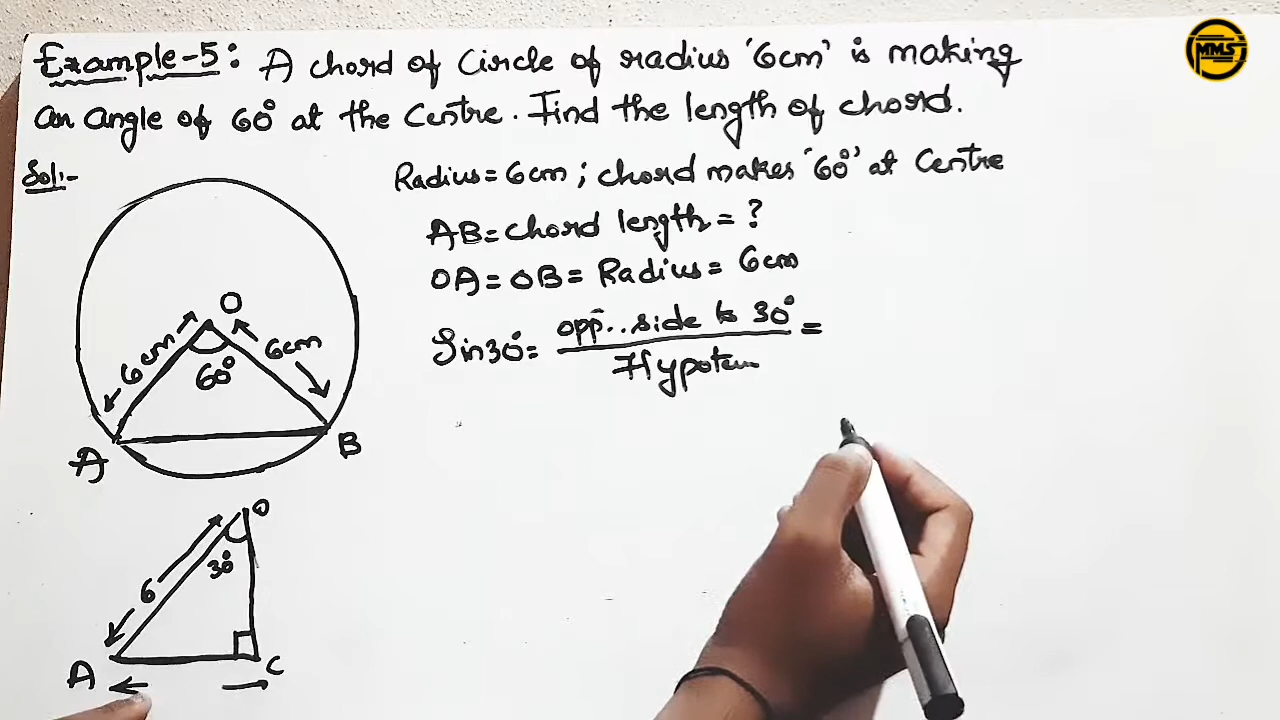 Example-5: A chord of Circle of radius '6cm' is making
an angle of 60° at the Centre. Find the length of chord.
Sol:-
Radius = 6cm ; chord makes '60°' at Centre
AB = chord length = ?
OA = OB = Radius = 6cm
Sin30° = opp. side to 30° =
Hypoten
O
6cm
6cm
60°
A
B
O
30°
6
A
C
MMS